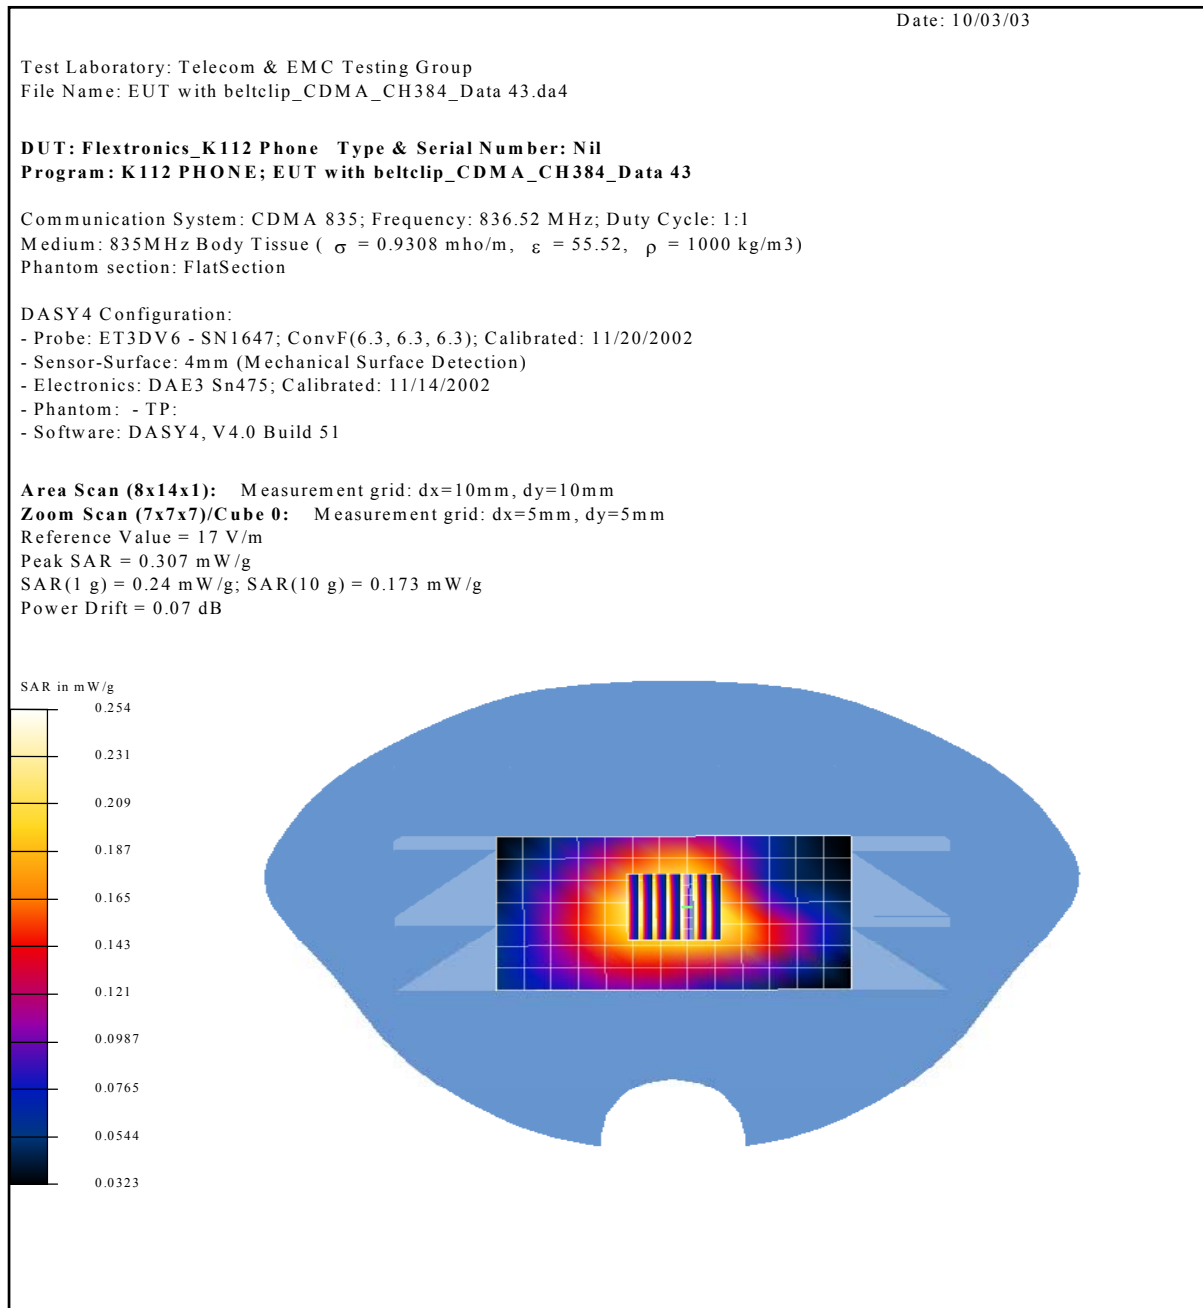 Date: 10/03/03
Test Laboratory: Telecom & EMC Testing Group
File Name: EUT with beltclip_CDMA_CH384_Data 43.da4
DUT: Flextronics_K112 Phone   Type & Serial Number: Nil
Program: K112 PHONE; EUT with beltclip_CDMA_CH384_Data 43
Communication System: CDMA 835; Frequency: 836.52 MHz; Duty Cycle: 1:1
Medium: 835MHz Body Tissue ( σ = 0.9308 mho/m, ε = 55.52, ρ = 1000 kg/m3)
Phantom section: FlatSection
DASY4 Configuration:
- Probe: ET3DV6 - SN1647; ConvF(6.3, 6.3, 6.3); Calibrated: 11/20/2002
- Sensor-Surface: 4mm (Mechanical Surface Detection)
- Electronics: DAE3 Sn475; Calibrated: 11/14/2002
- Phantom: - TP:
- Software: DASY4, V4.0 Build 51
Area Scan (8x14x1): Measurement grid: dx=10mm, dy=10mm
Zoom Scan (7x7x7)/Cube 0: Measurement grid: dx=5mm, dy=5mm
Reference Value = 17 V/m
Peak SAR = 0.307 mW/g
SAR(1 g) = 0.24 mW/g; SAR(10 g) = 0.173 mW/g
Power Drift = 0.07 dB
SAR in mW/g
0.254
0.231
0.209
0.187
0.165
0.143
0.121
0.0987
0.0765
0.0544
0.0323